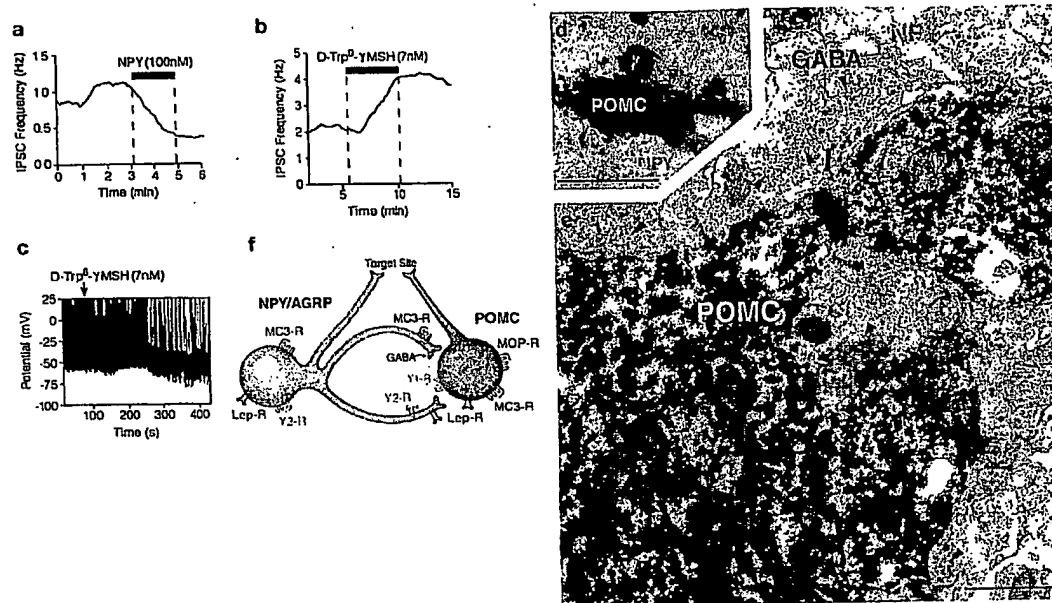 a
NPY (100nM)
IPSC Frequency (Hz)
1.5
1.0
0.5
0.0
0 1 2 3 4 5 6
Time (min)
b
D-Trp⁸-γMSH (7nM)
IPSC Frequency (Hz)
5
4
3
2
1
0
5 10 15
Time (min)
c
D-Trp⁸-γMSH (7nM)
Potential (mV)
25
0
-25
-50
-75
-100
100 200 300 400
Time (s)
f
Target Site
NPY/AGRP
POMC
MC3-R
MC3-R
MOP-R
GABA
Y1-R
Y2-R
MC3-R
Lep-R
Y2-R
Lep-R
d
POMC
NPY
e
GABA
POMC